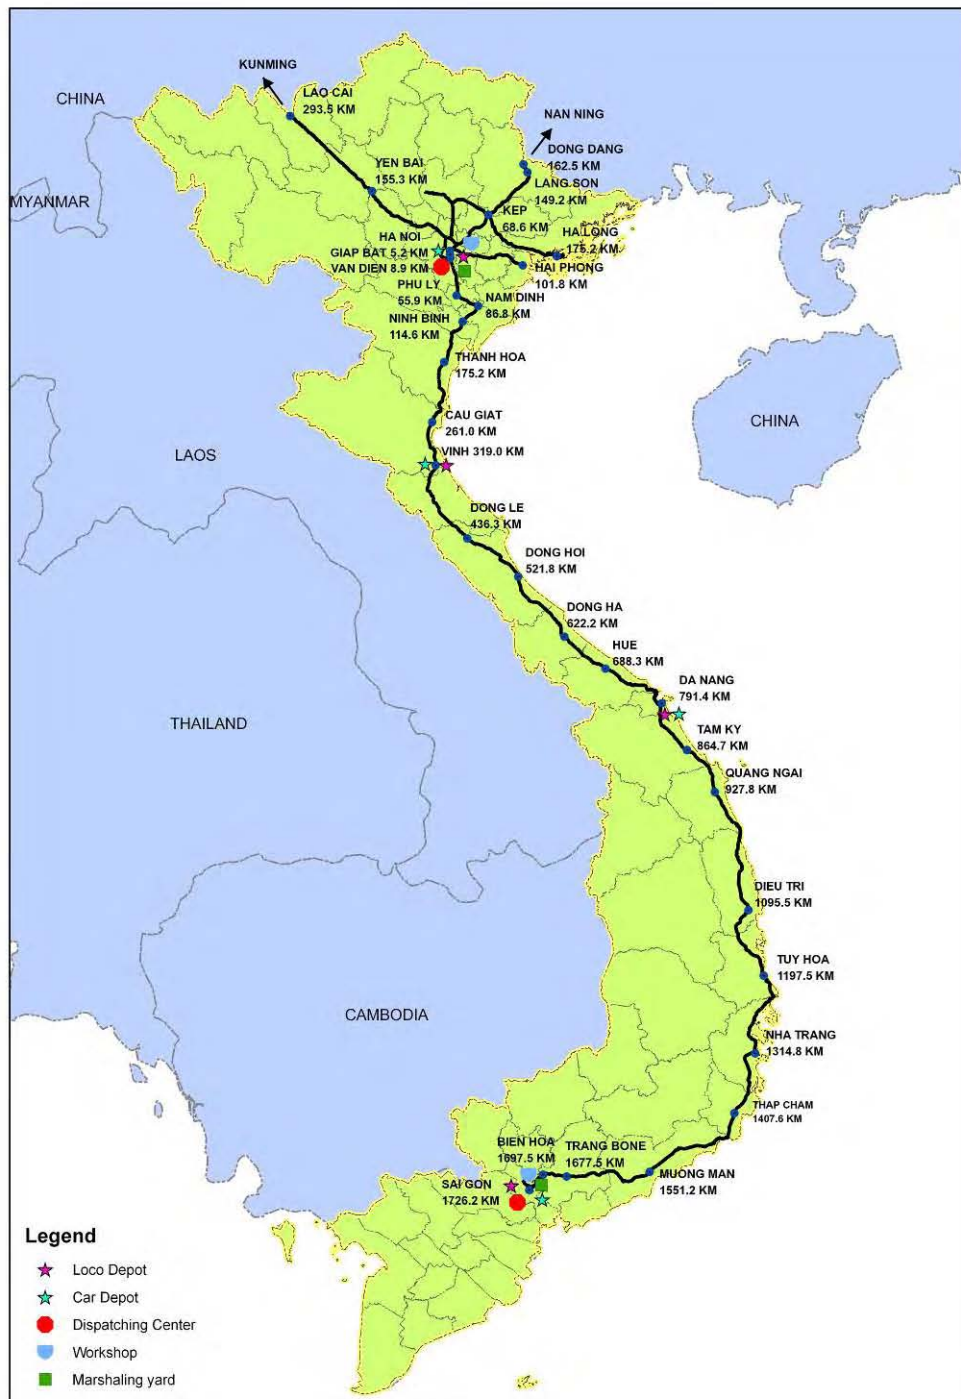 KUNMING
CHINA
LAO CAI
293.5 KM
NAN NING
DONG DANG
162.5 KM
YEN BAI
155.3 KM
LANG SON
149.2 KM
MYANMAR
KEP
68.6 KM
HA NOI
HA LONG
175.2 KM
GIAP BAT 5.2 KM
VAN DIEN 8.9 KM
HAI PHONG
101.8 KM
PHU LY
55.9 KM
NAM DINH
86.8 KM
NINH BINH
114.6 KM
THANH HOA
175.2 KM
CAU GIAT
261.0 KM
CHINA
LAOS
VINH 319.0 KM
DONG LE
436.3 KM
DONG HOI
521.8 KM
DONG HA
622.2 KM
HUE
688.3 KM
DA NANG
791.4 KM
THAILAND
TAM KY
864.7 KM
QUANG NGAI
927.8 KM
DIEU TRI
1095.5 KM
TUY HOA
1197.5 KM
CAMBODIA
NHA TRANG
1314.8 KM
THAP CHAM
1407.6 KM
BIEN HOA
1697.5 KM
TRANG BONE
1677.5 KM
MUONG MAN
1551.2 KM
SAI GON
1726.2 KM
Legend
Loco Depot
Car Depot
Dispatching Center
Workshop
Marshaling yard